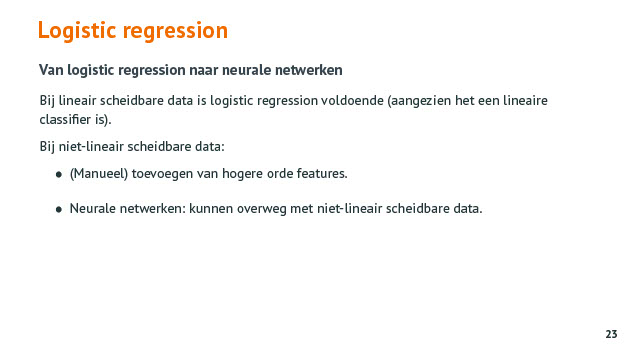 Logistic regression
Van logistic regression naar neurale netwerken
Bij lineair scheidbare data is logistic regression voldoende (aangezien het een lineaire
classifier is).
Bij niet-lineair scheidbare data:
• (Manueel) toevoegen van hogere orde features.
• Neurale netwerken: kunnen overweg met niet-lineair scheidbare data.
23